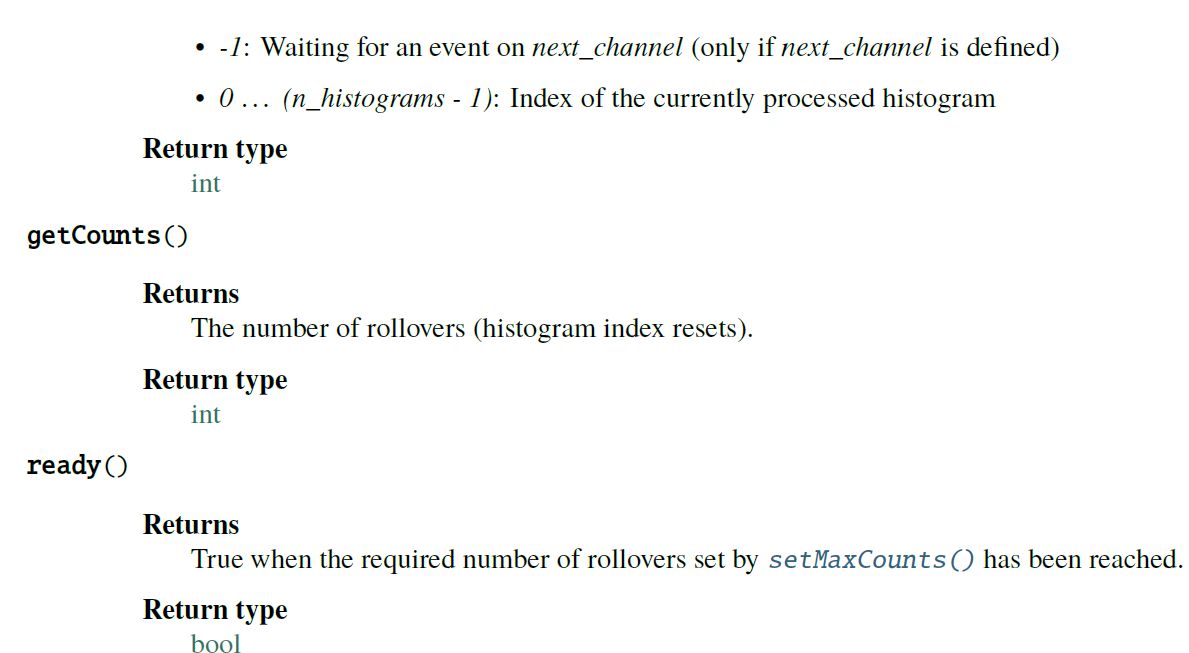 • -1: Waiting for an event on next_channel (only if next_channel is defined)
• 0 … (n_histograms - 1): Index of the currently processed histogram
Return type
int
getCounts()
Returns
The number of rollovers (histogram index resets).
Return type
int
ready()
Returns
True when the required number of rollovers set by setMaxCounts() has been reached.
Return type
bool